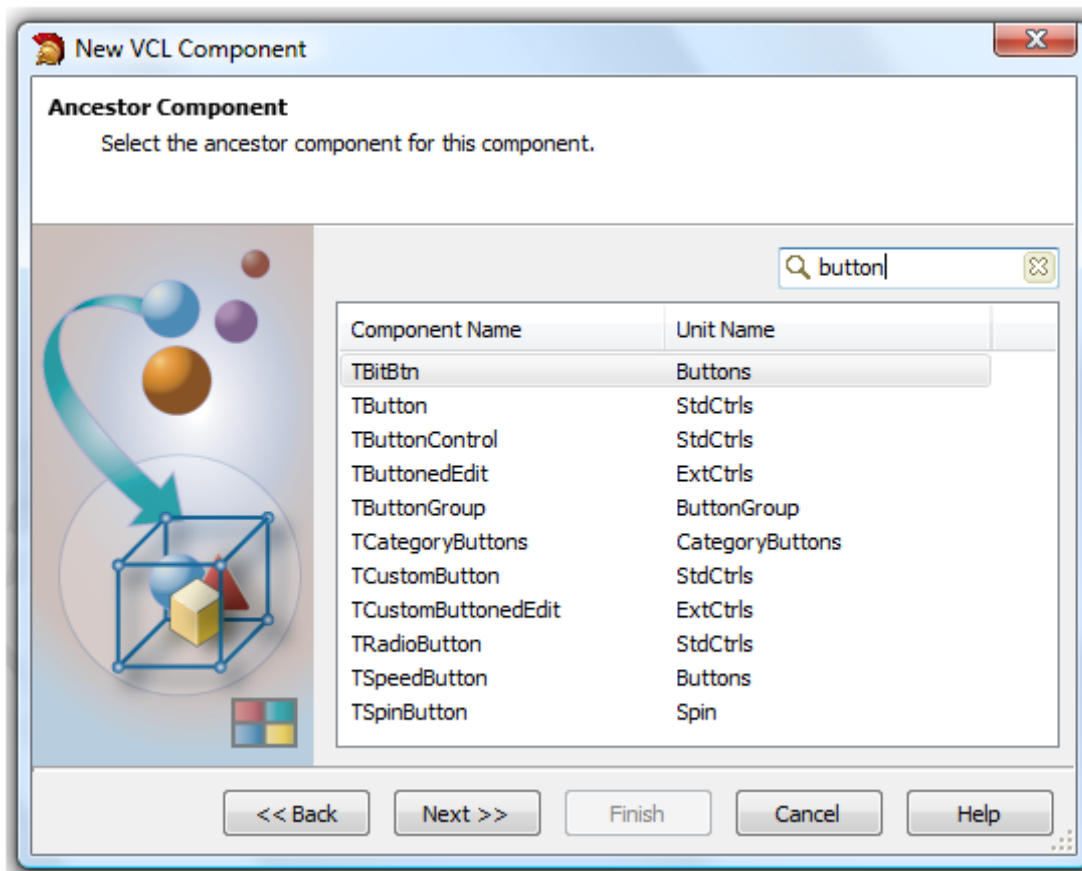 New VCL Component
Ancestor Component
Select the ancestor component for this component.
button
Component Name Unit Name
TBitBtn Buttons
TButton StdCtrls
TButtonControl StdCtrls
TButtonedEdit ExtCtrls
TButtonGroup ButtonGroup
TCategoryButtons CategoryButtons
TCustomButton StdCtrls
TCustomButtonedEdit ExtCtrls
TRadioButton StdCtrls
TSpeedButton Buttons
TSpinButton Spin
<< Back Next >> Finish Cancel Help